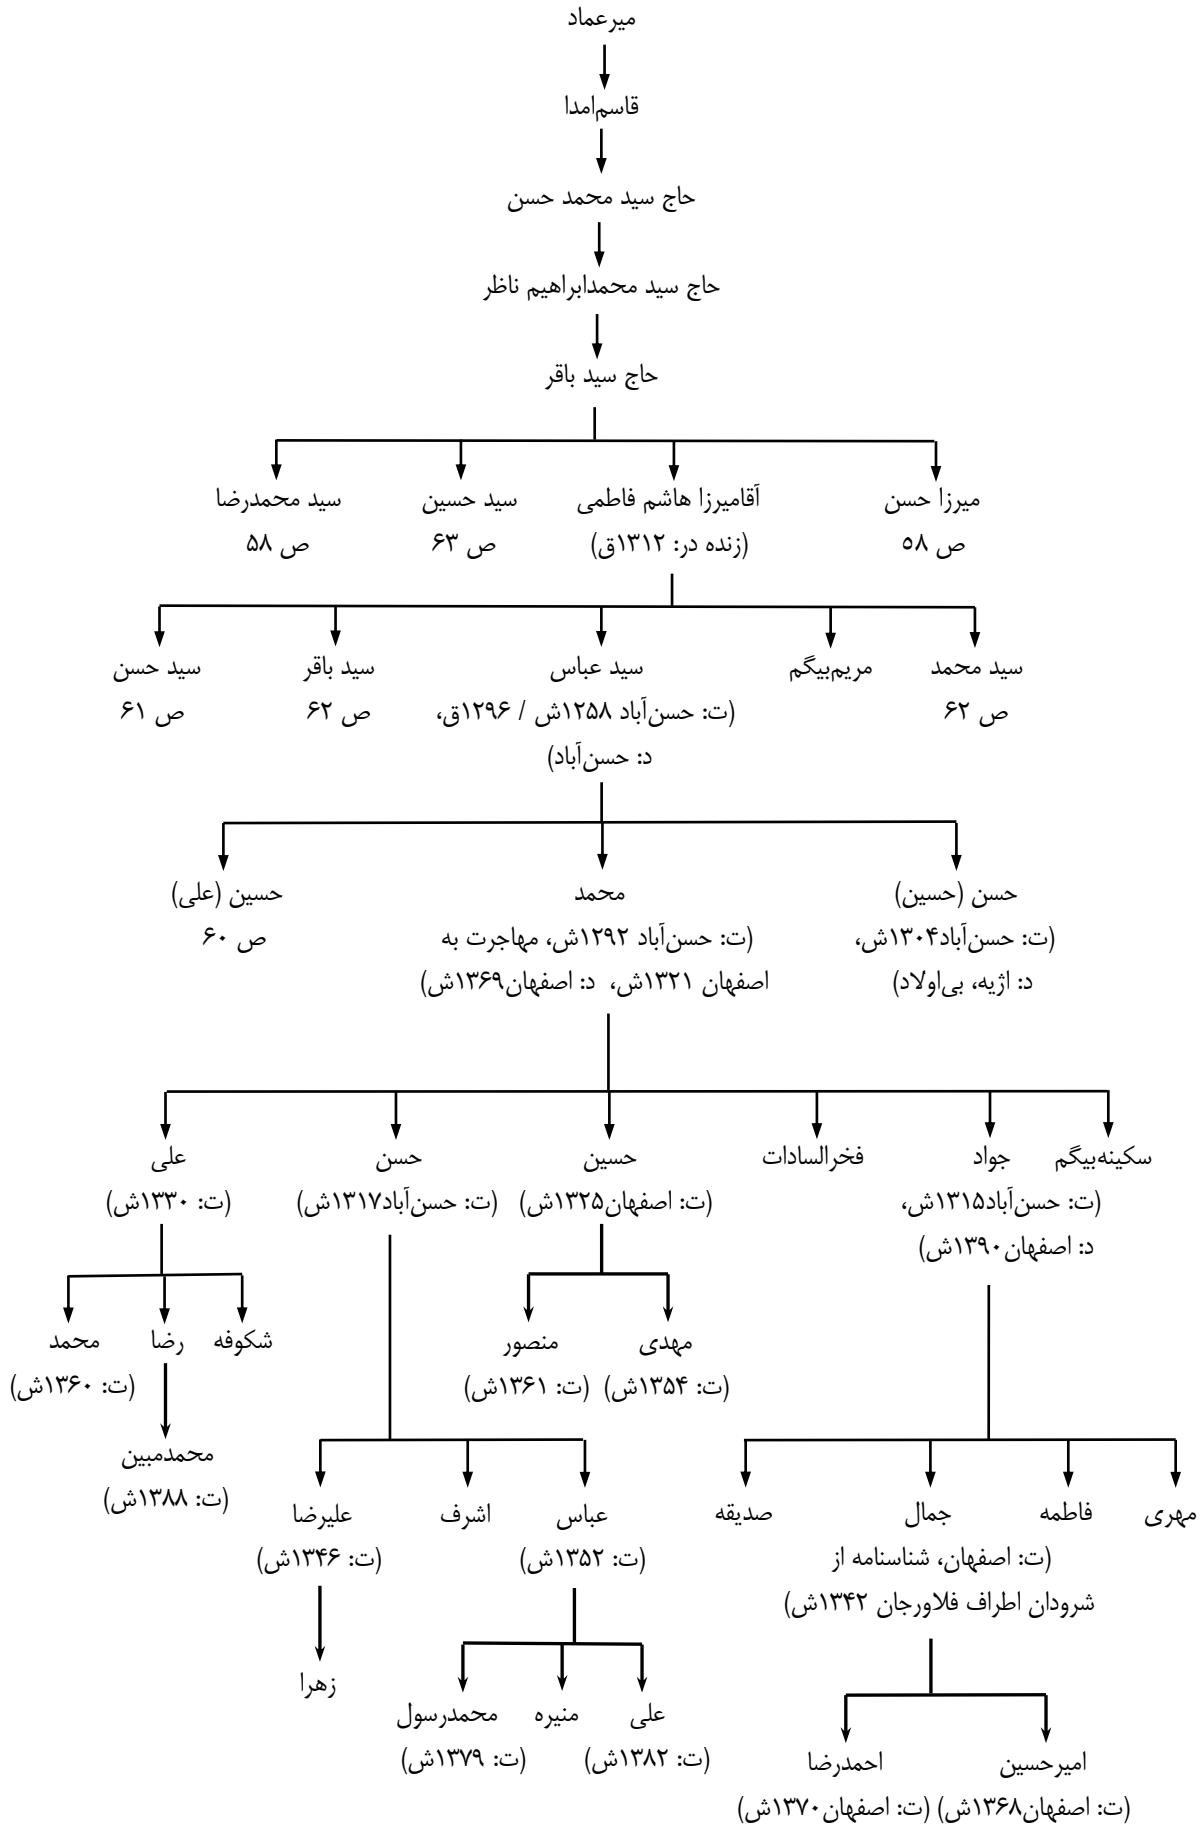 میرعماد
قاسم‌امدا
حاج سید محمد حسن
حاج سید محمدابراهیم ناظر
حاج سید باقر
میرزا حسن
ص ۵۸
آقامیرزا هاشم فاطمی
(زنده در: ۱۳۱۲ق)
سید حسین
ص ۶۳
سید محمدرضا
ص ۵۸
سید محمد
ص ۶۲
مریم‌بیگم
سید عباس
(ت: حسن‌آباد ۱۲۵۸ش / ۱۲۹۶ق،
د: حسن‌آباد)
سید باقر
ص ۶۲
سید حسن
ص ۶۱
حسن (حسین)
(ت: حسن‌آباد۱۳۰۴ش،
د: اژیه، بی‌اولاد)
محمد
(ت: حسن‌آباد ۱۲۹۲ش، مهاجرت به
اصفهان ۱۳۲۱ش، د: اصفهان۱۳۶۹ش)
حسین (علی)
ص ۶۰
سکینه‌بیگم
جواد
(ت: حسن‌آباد۱۳۱۵ش،
د: اصفهان۱۳۹۰ش)
فخرالسادات
حسین
(ت: اصفهان۱۳۲۵ش)
حسن
(ت: حسن‌آباد۱۳۱۷ش)
علی
(ت: ۱۳۳۰ش)
مهدی
(ت: ۱۳۵۴ش)
منصور
(ت: ۱۳۶۱ش)
شکوفه
رضا
محمد
(ت: ۱۳۶۰ش)
محمدمبین
(ت: ۱۳۸۸ش)
مهری
فاطمه
جمال
(ت: اصفهان، شناسنامه از
شرودان اطراف فلاورجان ۱۳۴۲ش)
صدیقه
عباس
(ت: ۱۳۵۲ش)
اشرف
علیرضا
(ت: ۱۳۴۶ش)
زهرا
علی
(ت: ۱۳۸۲ش)
منیره
محمدرسول
(ت: ۱۳۷۹ش)
امیرحسین
(ت: اصفهان۱۳۶۸ش)
احمدرضا
(ت: اصفهان۱۳۷۰ش)